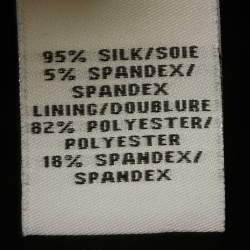 95% SILK/SOIE
5% SPANDEX/
SPANDEX
LINING/DOUBLURE
82% POLYESTER/
POLYESTER
18% SPANDEX/
SPANDEX